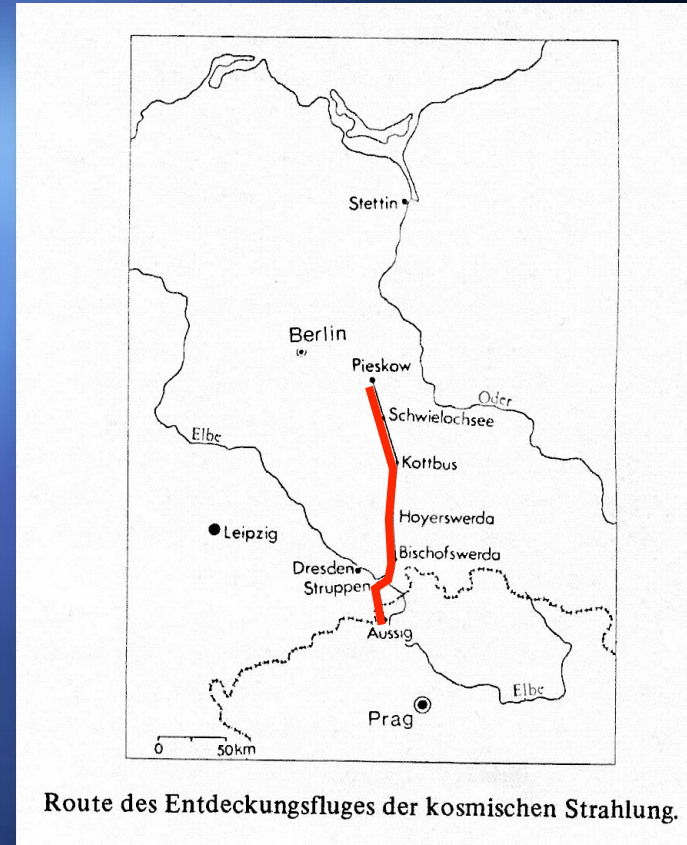 Stettin
Berlin
Pieskow
Oder
Schwielochsee
Elbe
Kottbus
Hoyerswerda
Leipzig
Bischofswerda
Dresden
Struppen
Aussig
Elbe
Prag
0 50km
Route des Entdeckungsfluges der kosmischen Strahlung.